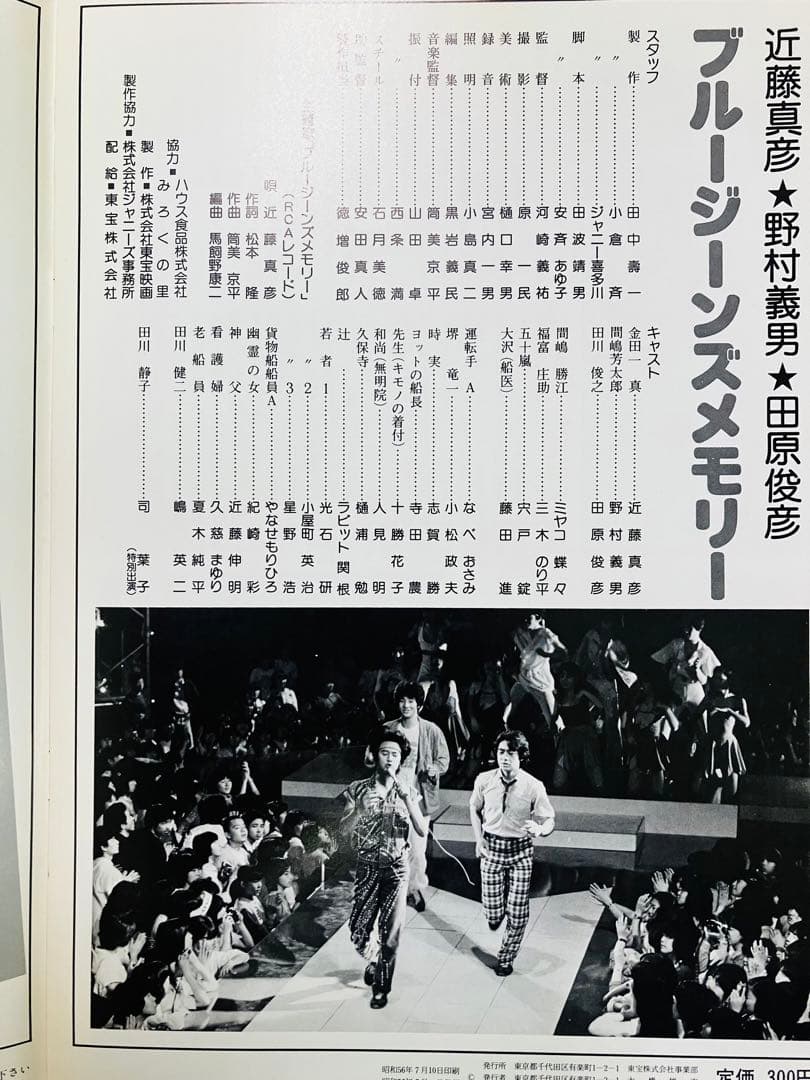 近藤真彦★野村義男★田原俊彦
ブルージーンズメモリー
スタッフ
製作……田中壽一
〃……小倉斉
〃……ジャニー喜多川
脚本……田波靖男
〃……安斉あゆ子
監督……河崎義祐
撮影……原一民
美術……樋口幸男
録音……宮内一男
照明……小島真二
編集……黒岩義民
音楽監督……筒美京平
振付……山田卓
〃……西条満
スチール……石月美徳
助監督……安田真人
製作担当……徳増俊郎
主題歌「ブルージーンズメモリー」
(RCAレコード)
唄 近藤真彦
作詞 松本隆
作曲 筒美京平
編曲 馬飼野康二
協力■ハウス食品株式会社
みろくの里
製作■株式会社東宝映画
製作協力■株式会社ジャニーズ事務所
配給■東宝株式会社
キャスト
金田一真……近藤真彦
間嶋芳太郎……野村義男
田川俊之……田原俊彦
間嶋勝江……ミヤコ蝶々
福富庄助……三木のり平
五十嵐……宍戸錠
大沢(船医)……藤田進
運転手A……なべおさみ
堺竜一……小松政夫
時実……志賀勝
ヨットの船長……寺田農
先生(キモノの着付)……十勝花子
和尚(無明院)……人見明
久保寺……樋浦勉
辻……ラビット関根
若者1……光石研
〃2……小屋町英治
〃3……星野浩
貨物船船員A……やなせもりひろ
幽霊の女……紀崎彩
神父……近藤伸明
看護婦……久慈まゆり
老船員……夏木純平
田川健二……嶋英二
田川静子……司葉子
(特別出演)
下さい
昭和56年7月10日印刷
発行所 東京都千代田区有楽町1-2-1 東宝株式会社事業部
©
発行者 東京都千代田区有楽町1-2-1
定価 300円